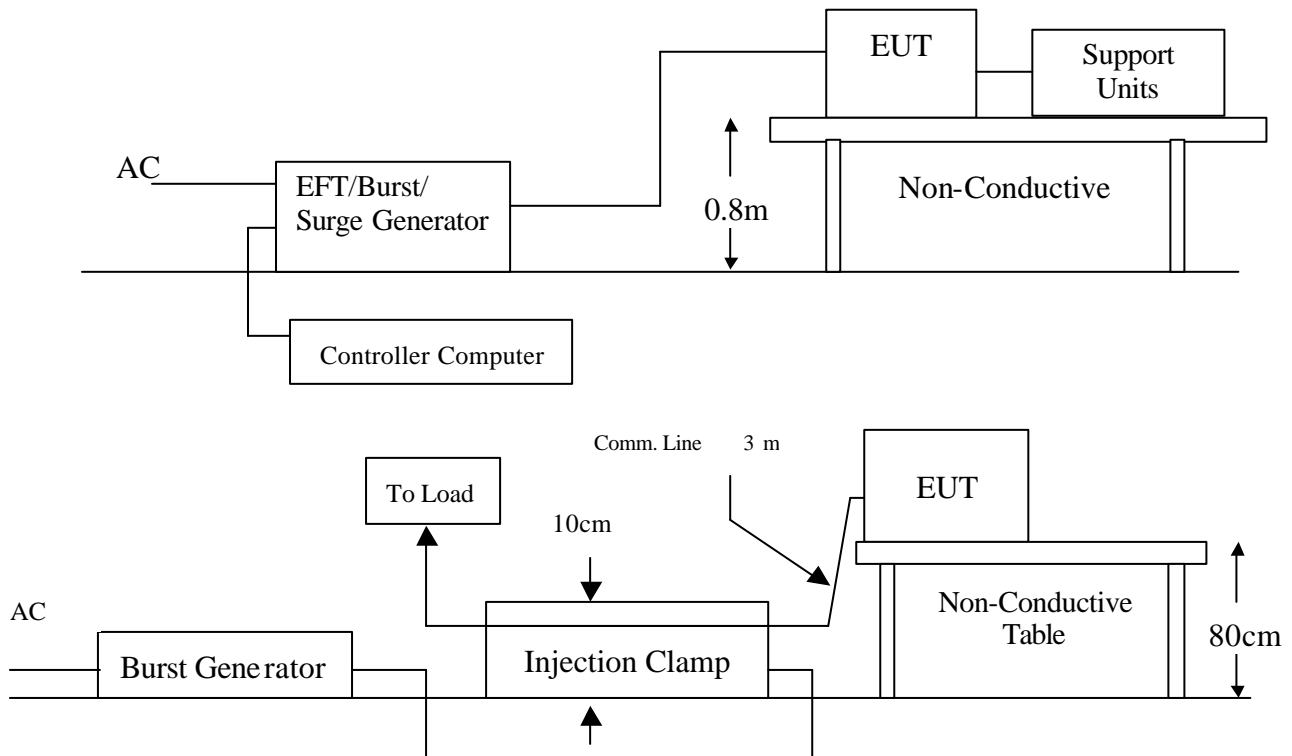 EUT
Support
Units
AC
EFT/Burst/
Surge Generator
0.8m
Non-Conductive
Controller Computer
Comm. Line 3 m
To Load
EUT
10cm
AC
Burst Generator
Injection Clamp
Non-Conductive
Table
80cm